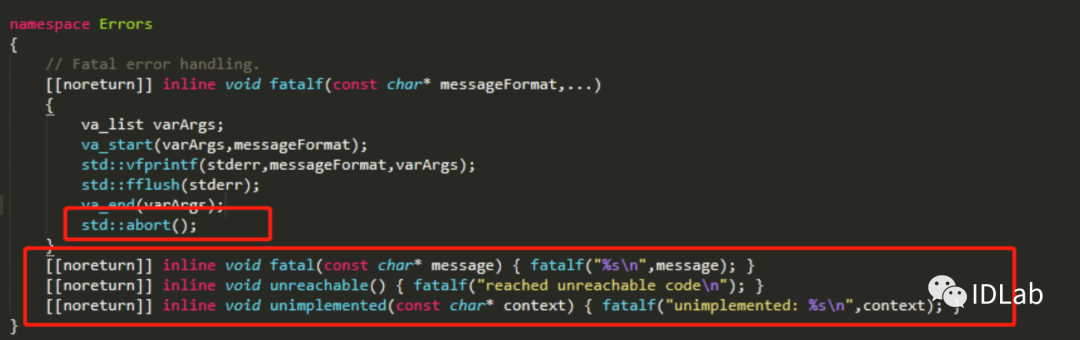 namespace Errors
{
    // Fatal error handling.
    [[noreturn]] inline void fatalf(const char* messageFormat,...)
    {
        va_list varArgs;
        va_start(varArgs,messageFormat);
        std::vfprintf(stderr,messageFormat,varArgs);
        std::fflush(stderr);
        va_end(varArgs);
        std::abort();
    }
    [[noreturn]] inline void fatal(const char* message) { fatalf("%s\n",message); }
    [[noreturn]] inline void unreachable() { fatalf("reached unreachable code\n"); }
    [[noreturn]] inline void unimplemented(const char* context) { fatalf("unimplemented: %s\n",context); }
}
IDLab